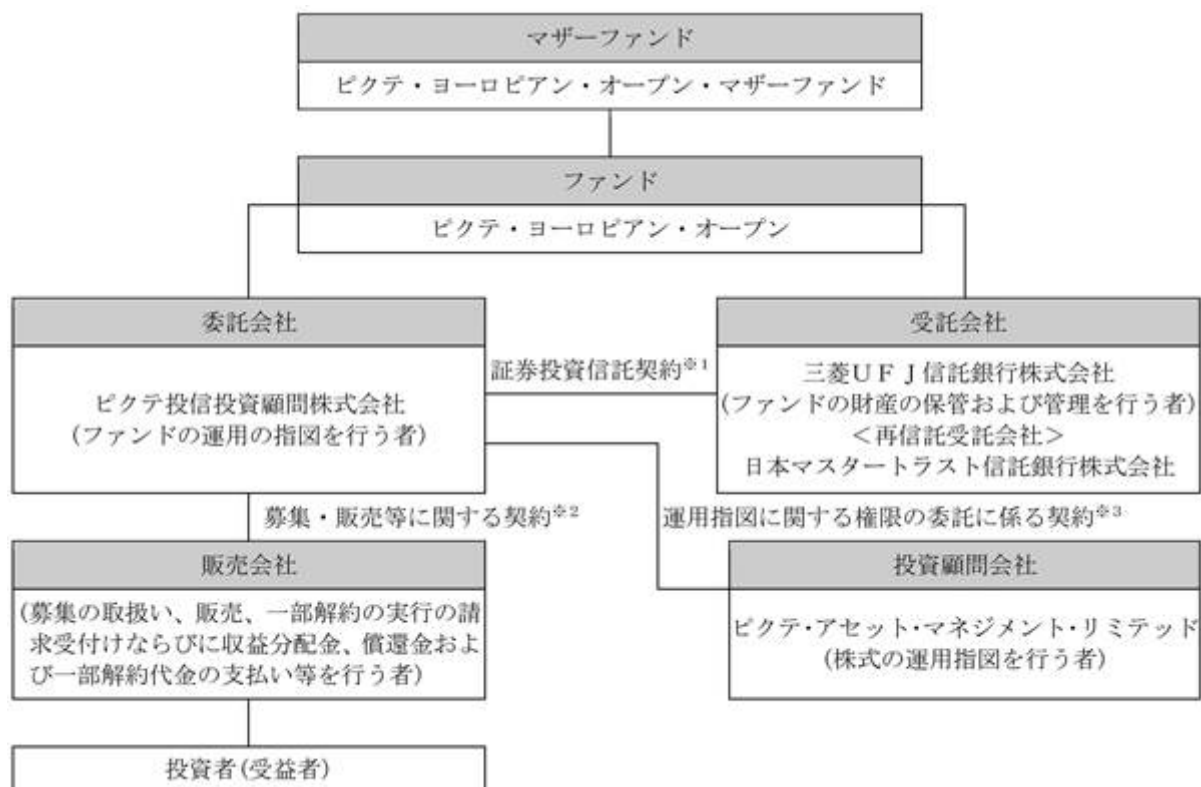 マザーファンド
ピクテ・ヨーロピアン・オープン・マザーファンド
ファンド
ピクテ・ヨーロピアン・オープン
委託会社
ピクテ投信投資顧問株式会社
(ファンドの運用の指図を行う者)
証券投資信託契約※1
受託会社
三菱UFJ信託銀行株式会社
(ファンドの財産の保管および管理を行う者)
＜再信託受託会社＞
日本マスタートラスト信託銀行株式会社
募集・販売等に関する契約※2
運用指図に関する権限の委託に係る契約※3
販売会社
(募集の取扱い、販売、一部解約の実行の請
求受付けならびに収益分配金、償還金およ
び一部解約代金の支払い等を行う者)
投資顧問会社
ピクテ・アセット・マネジメント・リミテッド
(株式の運用指図を行う者)
投資者(受益者)